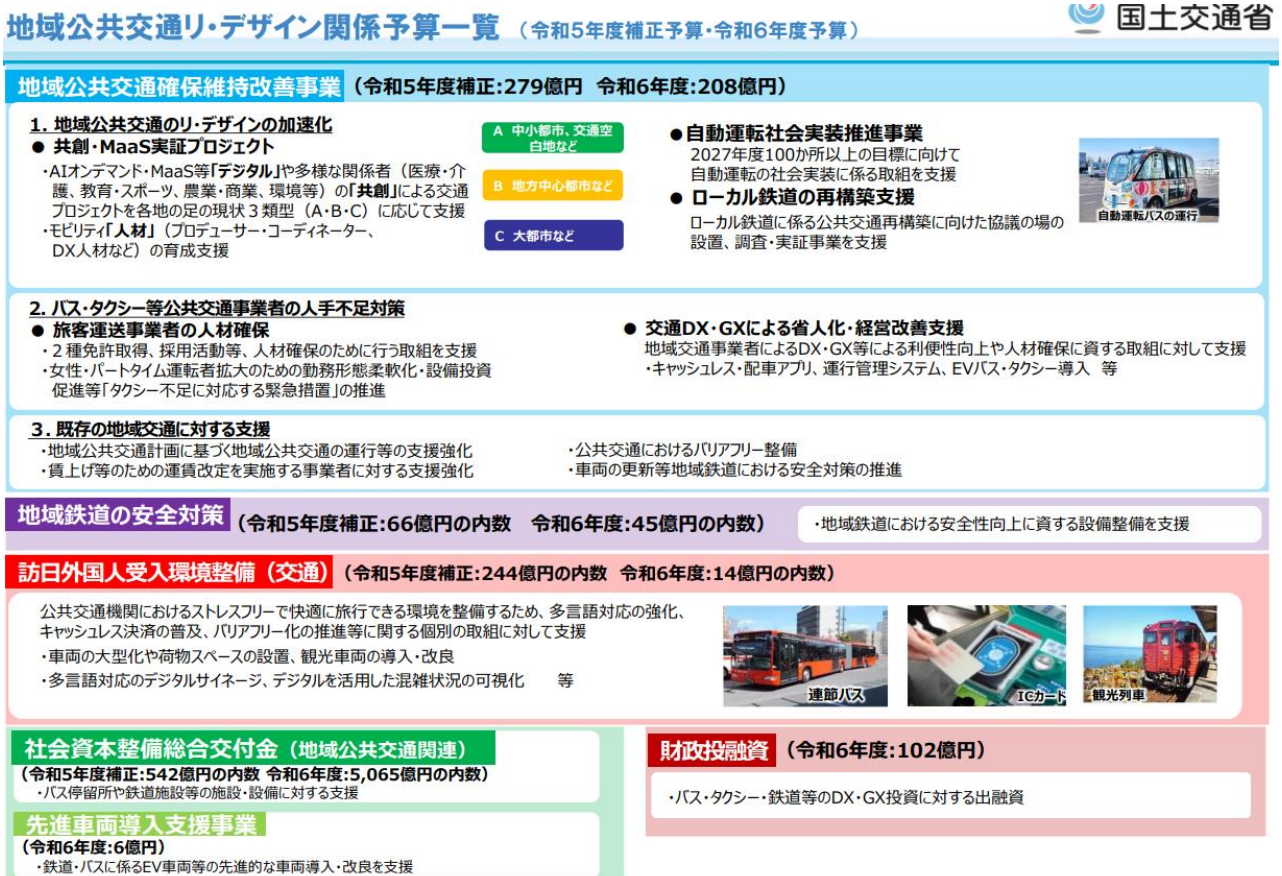 地域公共交通リ・デザイン関係予算一覧 (令和5年度補正予算・令和6年度予算)
国土交通省
地域公共交通確保維持改善事業 (令和5年度補正:279億円 令和6年度:208億円)
1. 地域公共交通のリ・デザインの加速化
● 共創・MaaS実証プロジェクト
・AIオンデマンド・MaaS等「デジタル」や多様な関係者（医療・介
護、教育・スポーツ、農業・商業、環境等）の「共創」による交通
プロジェクトを各地の足の現状３類型（A・B・C）に応じて支援
・モビリティ「人材」（プロデューサー・コーディネーター、
DX人材など）の育成支援
A 中小都市、交通空
白地など
B 地方中心都市など
C 大都市など
●自動運転社会実装推進事業
2027年度100か所以上の目標に向けて
自動運転の社会実装に係る取組を支援
● ローカル鉄道の再構築支援
ローカル鉄道に係る公共交通再構築に向けた協議の場の
設置、調査・実証事業を支援
自動運転バスの運行
2. バス・タクシー等公共交通事業者の人手不足対策
● 旅客運送事業者の人材確保
・２種免許取得、採用活動等、人材確保のために行う取組を支援
・女性・パートタイム運転者拡大のための勤務形態柔軟化・設備投資
促進等「タクシー不足に対応する緊急措置」の推進
● 交通DX・GXによる省人化・経営改善支援
地域交通事業者によるDX・GX等による利便性向上や人材確保に資する取組に対して支援
・キャッシュレス・配車アプリ、運行管理システム、EVバス・タクシー導入 等
3. 既存の地域交通に対する支援
・地域公共交通計画に基づく地域公共交通の運行等の支援強化
・賃上げ等のための運賃改定を実施する事業者に対する支援強化
・公共交通におけるバリアフリー整備
・車両の更新等地域鉄道における安全対策の推進
地域鉄道の安全対策 (令和5年度補正:66億円の内数 令和6年度:45億円の内数)
・地域鉄道における安全性向上に資する設備整備を支援
訪日外国人受入環境整備（交通） (令和5年度補正:244億円の内数 令和6年度:14億円の内数)
公共交通機関におけるストレスフリーで快適に旅行できる環境を整備するため、多言語対応の強化、
キャッシュレス決済の普及、バリアフリー化の推進等に関する個別の取組に対して支援
・車両の大型化や荷物スペースの設置、観光車両の導入・改良
・多言語対応のデジタルサイネージ、デジタルを活用した混雑状況の可視化 等
連節バス
ICカード
観光列車
社会資本整備総合交付金（地域公共交通関連）
(令和5年度補正:542億円の内数 令和6年度:5,065億円の内数)
・バス停留所や鉄道施設等の施設・設備に対する支援
先進車両導入支援事業
(令和6年度:6億円)
・鉄道・バスに係るEV車両等の先進的な車両導入・改良を支援
財政投融資 (令和6年度:102億円)
・バス・タクシー・鉄道等のDX・GX投資に対する出融資